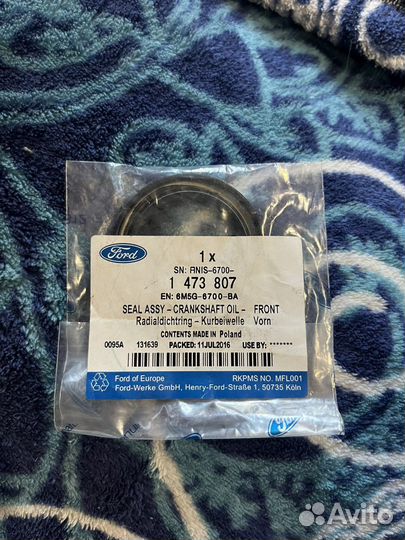 Ford
1 x
SN: ANIS-6700-
1 473 807
EN: 6M5G-6700-BA
SEAL ASSY - CRANKSHAFT OIL - FRONT
Radialdichtring - Kurbelwelle Vorn
CONTENTS MADE IN Poland
0095A 131639 PACKED: 11JUL2016 USE BY: *******
Ford of Europe RKPMS NO. MFL001
Ford-Werke GmbH, Henry-Ford-Straße 1, 50735 Köln
Avito